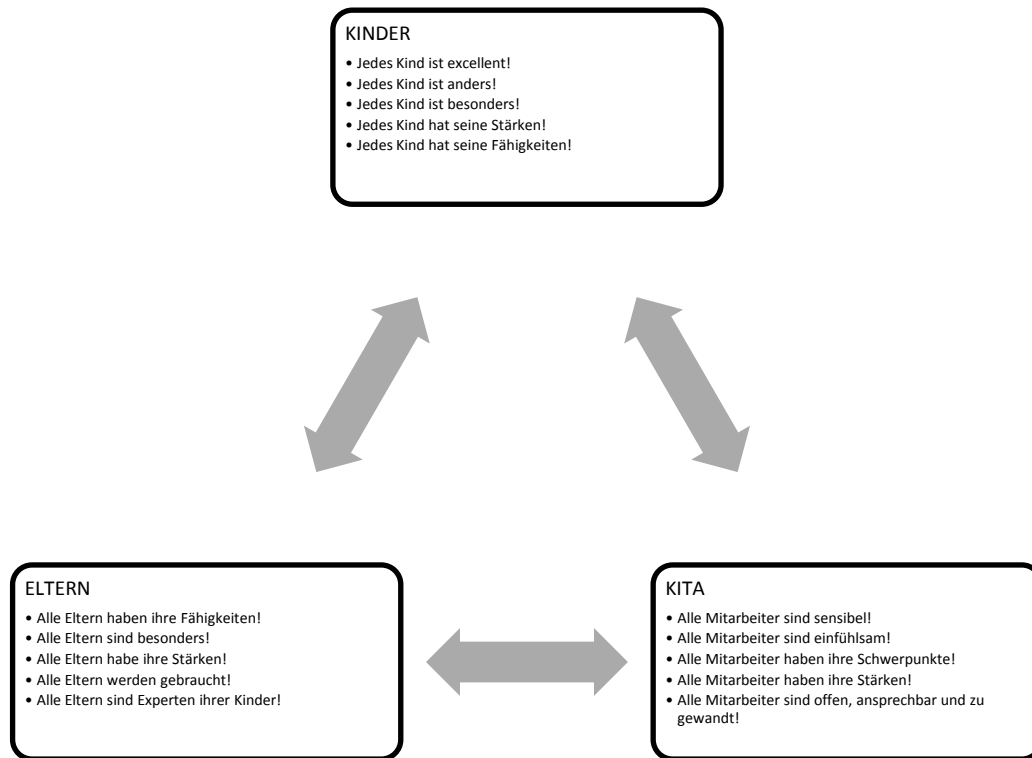 KINDER
• Jedes Kind ist excellent!
• Jedes Kind ist anders!
• Jedes Kind ist besonders!
• Jedes Kind hat seine Stärken!
• Jedes Kind hat seine Fähigkeiten!
ELTERN
• Alle Eltern haben ihre Fähigkeiten!
• Alle Eltern sind besonders!
• Alle Eltern habe ihre Stärken!
• Alle Eltern werden gebraucht!
• Alle Eltern sind Experten ihrer Kinder!
KITA
• Alle Mitarbeiter sind sensibel!
• Alle Mitarbeiter sind einfühlsam!
• Alle Mitarbeiter haben ihre Schwerpunkte!
• Alle Mitarbeiter haben ihre Stärken!
• Alle Mitarbeiter sind offen, ansprechbar und zu
gewandt!